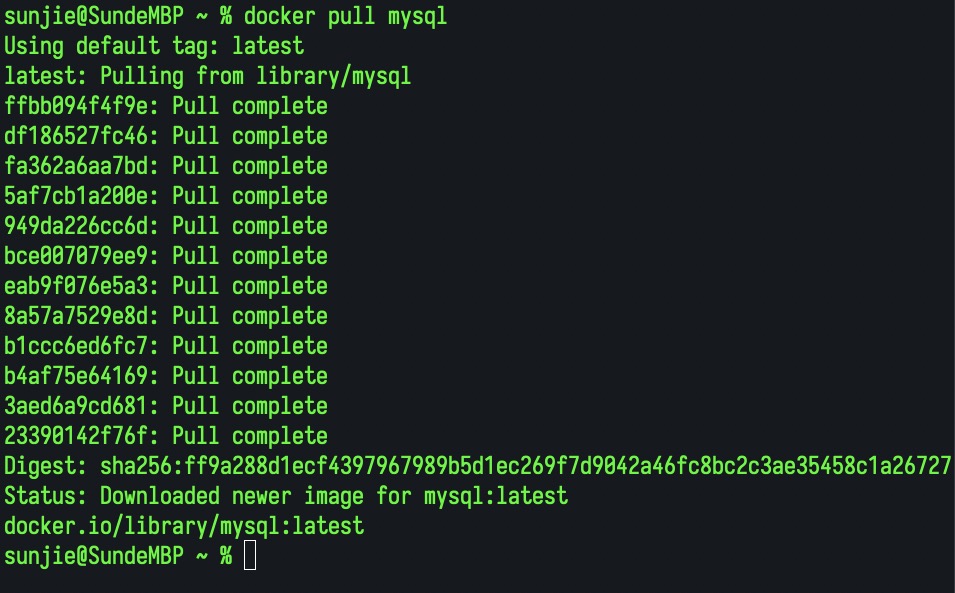 sunjie@SundeMBP ~ % docker pull mysql
Using default tag: latest
latest: Pulling from library/mysql
ffbb094f4f9e: Pull complete
df186527fc46: Pull complete
fa362a6aa7bd: Pull complete
5af7cb1a200e: Pull complete
949da226cc6d: Pull complete
bce007079ee9: Pull complete
eab9f076e5a3: Pull complete
8a57a7529e8d: Pull complete
b1ccc6ed6fc7: Pull complete
b4af75e64169: Pull complete
3aed6a9cd681: Pull complete
23390142f76f: Pull complete
Digest: sha256:ff9a288d1ecf4397967989b5d1ec269f7d9042a46fc8bc2c3ae35458c1a26727
Status: Downloaded newer image for mysql:latest
docker.io/library/mysql:latest
sunjie@SundeMBP ~ %